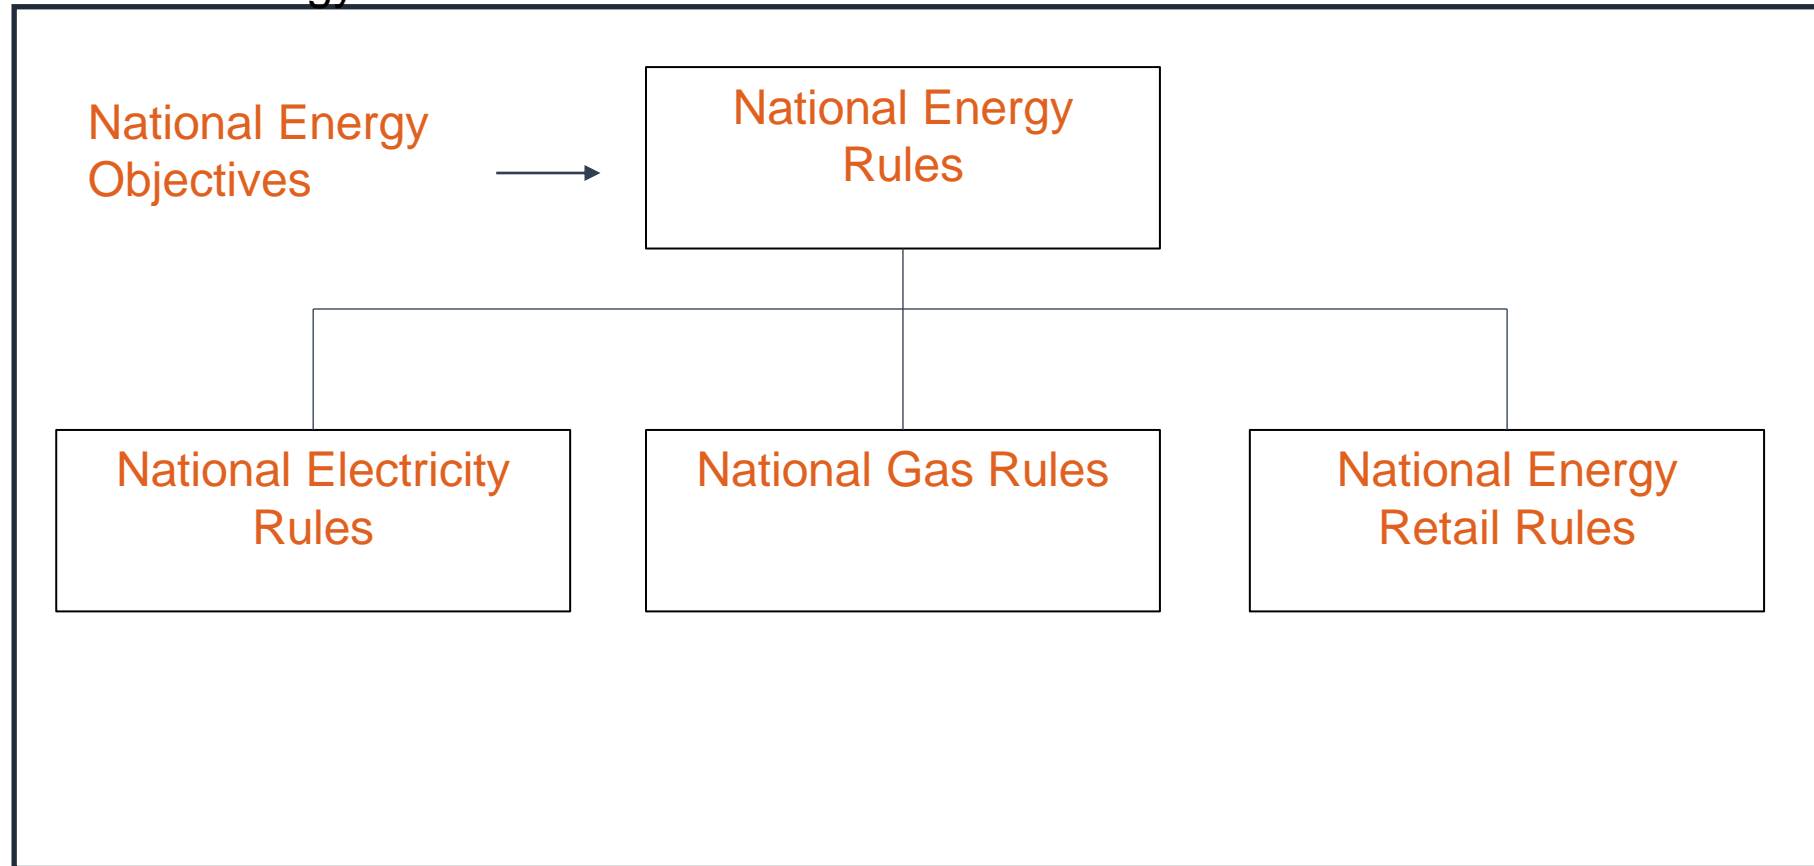 National Energy
Objectives
National Energy
Rules
National Electricity
Rules
National Gas Rules
National Energy
Retail Rules